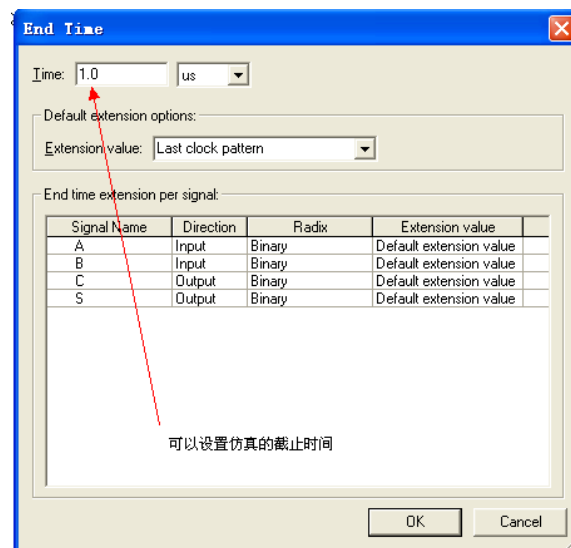 End Time
Time: 1.0 us
Default extension options:
Extension value: Last clock pattern
End time extension per signal:
Signal Name Direction Radix Extension value
A Input Binary Default extension value
B Input Binary Default extension value
C Output Binary Default extension value
S Output Binary Default extension value
可以设置仿真的截止时间
OK Cancel